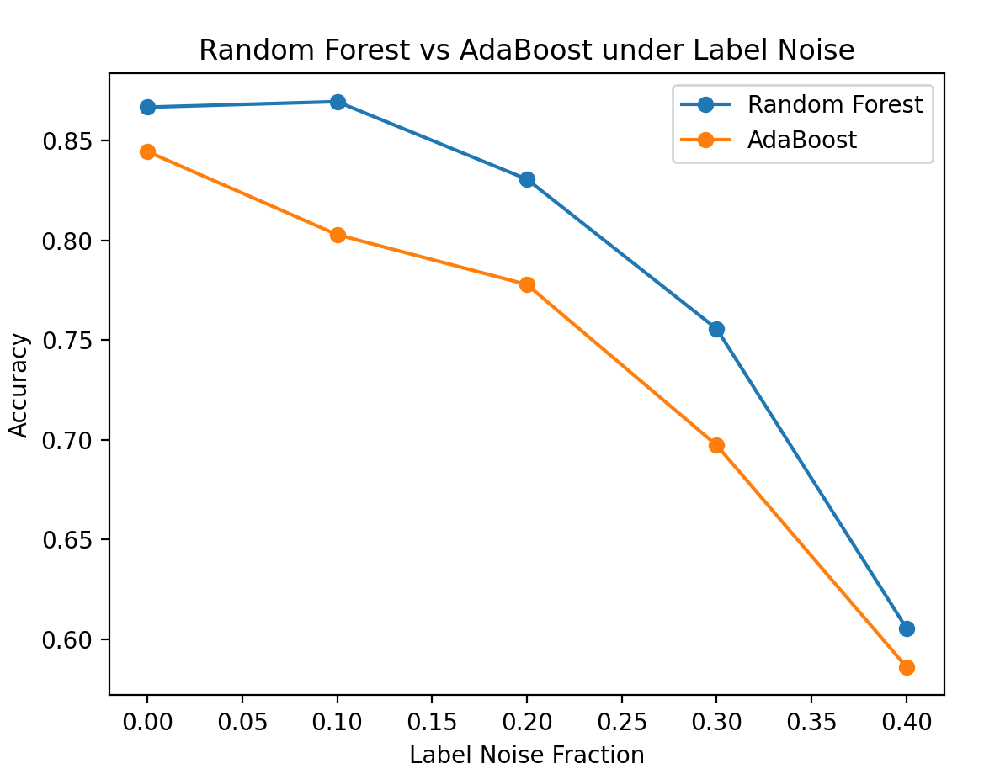 Random Forest vs AdaBoost under Label Noise
Random Forest
AdaBoost
Accuracy
0.85
0.80
0.75
0.70
0.65
0.60
0.00 0.05 0.10 0.15 0.20 0.25 0.30 0.35 0.40
Label Noise Fraction